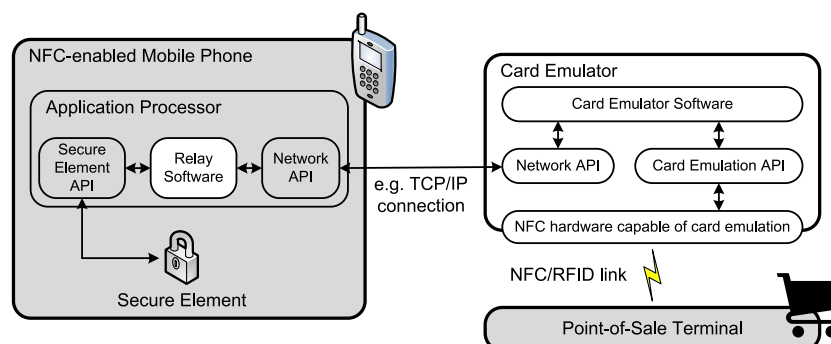 NFC-enabled Mobile Phone
Application Processor
Secure
Element
API
Relay
Software
Network
API
Secure Element
e.g. TCP/IP
connection
Card Emulator
Card Emulator Software
Network API
Card Emulation API
NFC hardware capable of card emulation
NFC/RFID link
Point-of-Sale Terminal